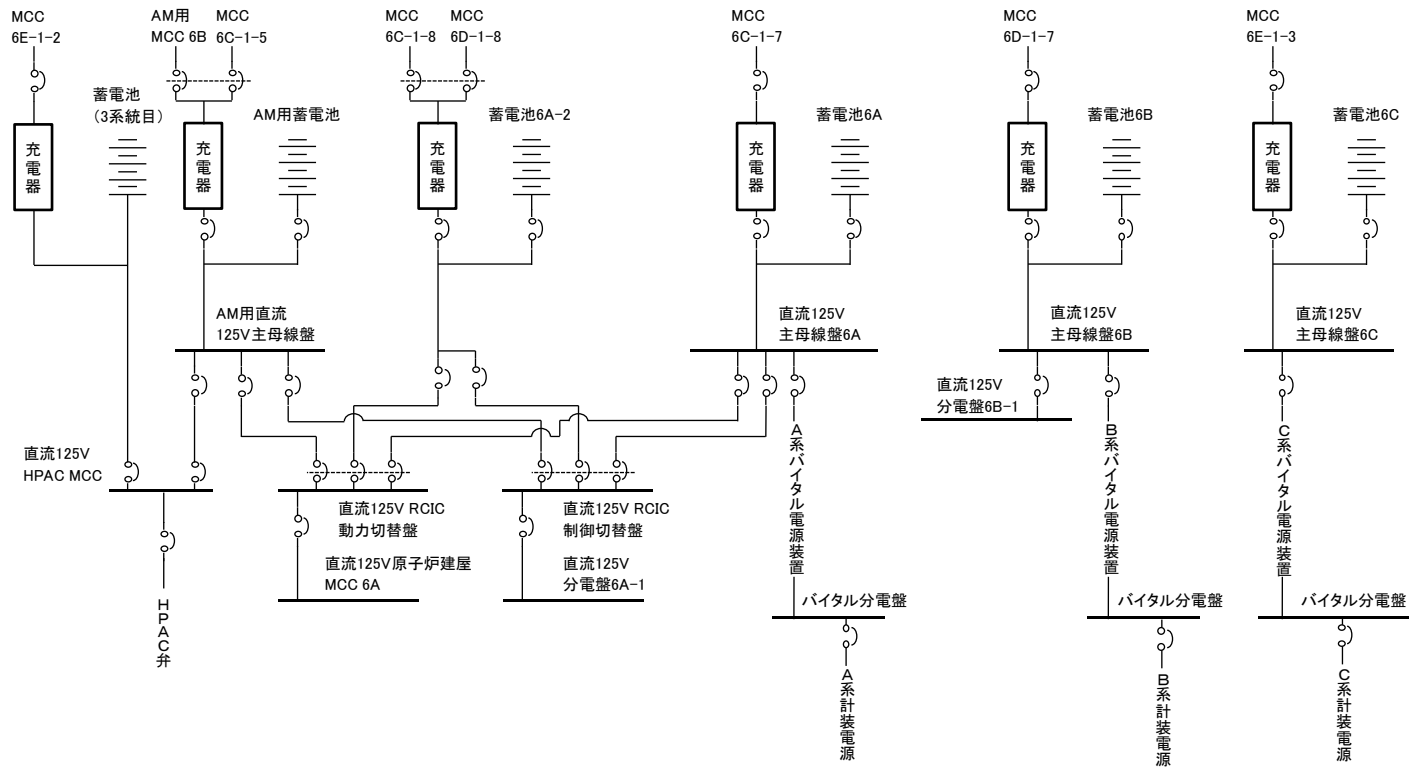 MCC
6E-1-2
AM用
MCC 6B
MCC
6C-1-5
MCC
6C-1-8
MCC
6D-1-8
MCC
6C-1-7
MCC
6D-1-7
MCC
6E-1-3
蓄電池
（3系統目）
AM用蓄電池
蓄電池6A-2
蓄電池6A
蓄電池6B
蓄電池6C
充電器
充電器
充電器
充電器
充電器
充電器
AM用直流
125V主母線盤
直流125V
主母線盤6A
直流125V
主母線盤6B
直流125V
主母線盤6C
直流125V
分電盤6B-1
直流125V
HPAC MCC
直流125V RCIC
動力切替盤
直流125V RCIC
制御切替盤
直流125V原子炉建屋
MCC 6A
直流125V
分電盤6A-1
A系バイタル電源装置
B系バイタル電源装置
C系バイタル電源装置
バイタル分電盤
バイタル分電盤
バイタル分電盤
HPAC弁
A系計装電源
B系計装電源
C系計装電源